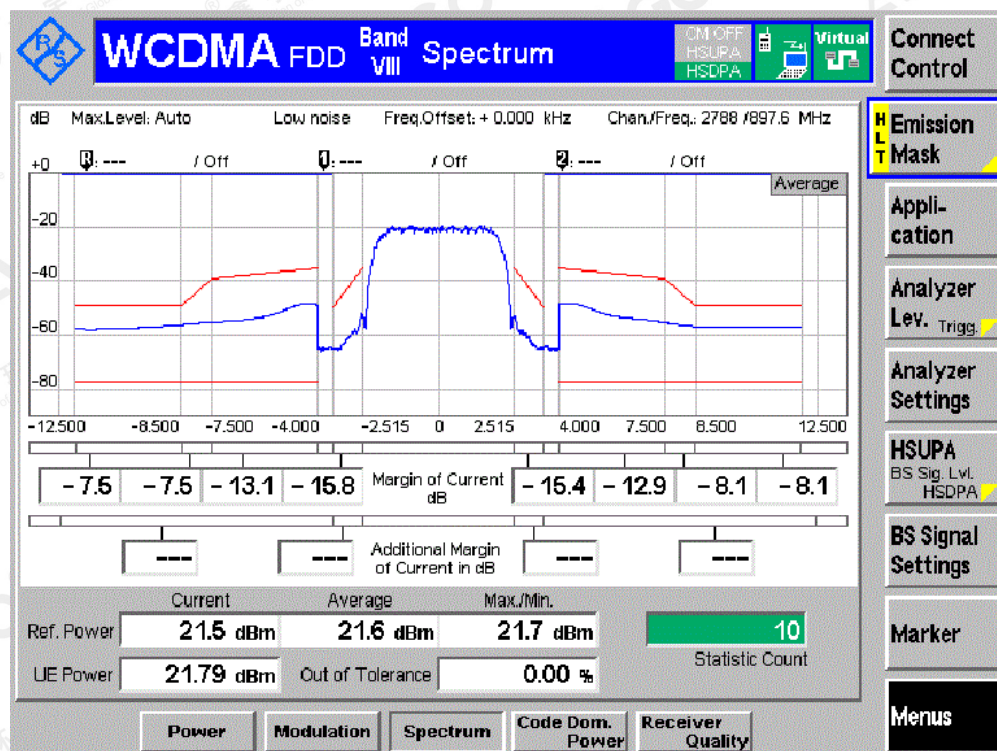 R&S
WCDMA FDD Band VIII Spectrum
CM OFF
HSUPA
HSDPA
Virtual
Connect Control
dB Max.Level: Auto Low noise Freq.Offset: + 0.000 kHz Chan./Freq.: 2788 /897.6 MHz
H L T
Emission Mask
+0 R: --- / Off 1: --- / Off 2: --- / Off
Average
-20
-40
-60
-80
-12.500 -8.500 -7.500 -4.000 -2.515 0 2.515 4.000 7.500 8.500 12.500
Appli-
cation
Analyzer
Lev. Trigg.
Analyzer
Settings
-7.5 -7.5 -13.1 -15.8 Margin of Current dB -15.4 -12.9 -8.1 -8.1
HSUPA
BS Sig. Lvl.
HSDPA
--- --- Additional Margin of Current in dB --- ---
BS Signal
Settings
Current Average Max./Min.
Ref. Power 21.5 dBm 21.6 dBm 21.7 dBm 10
Statistic Count
UE Power 21.79 dBm Out of Tolerance 0.00 %
Marker
Menus
Power Modulation Spectrum Code Dom. Power Receiver Quality